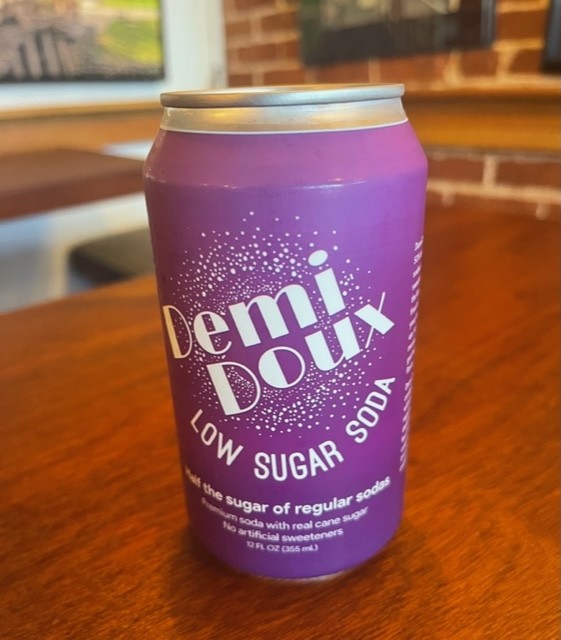 Demi
Doux
LOW SUGAR SODA
Half the sugar of regular sodas
Premium soda with real cane sugar
No artificial sweeteners
12 FL OZ (355 mL)